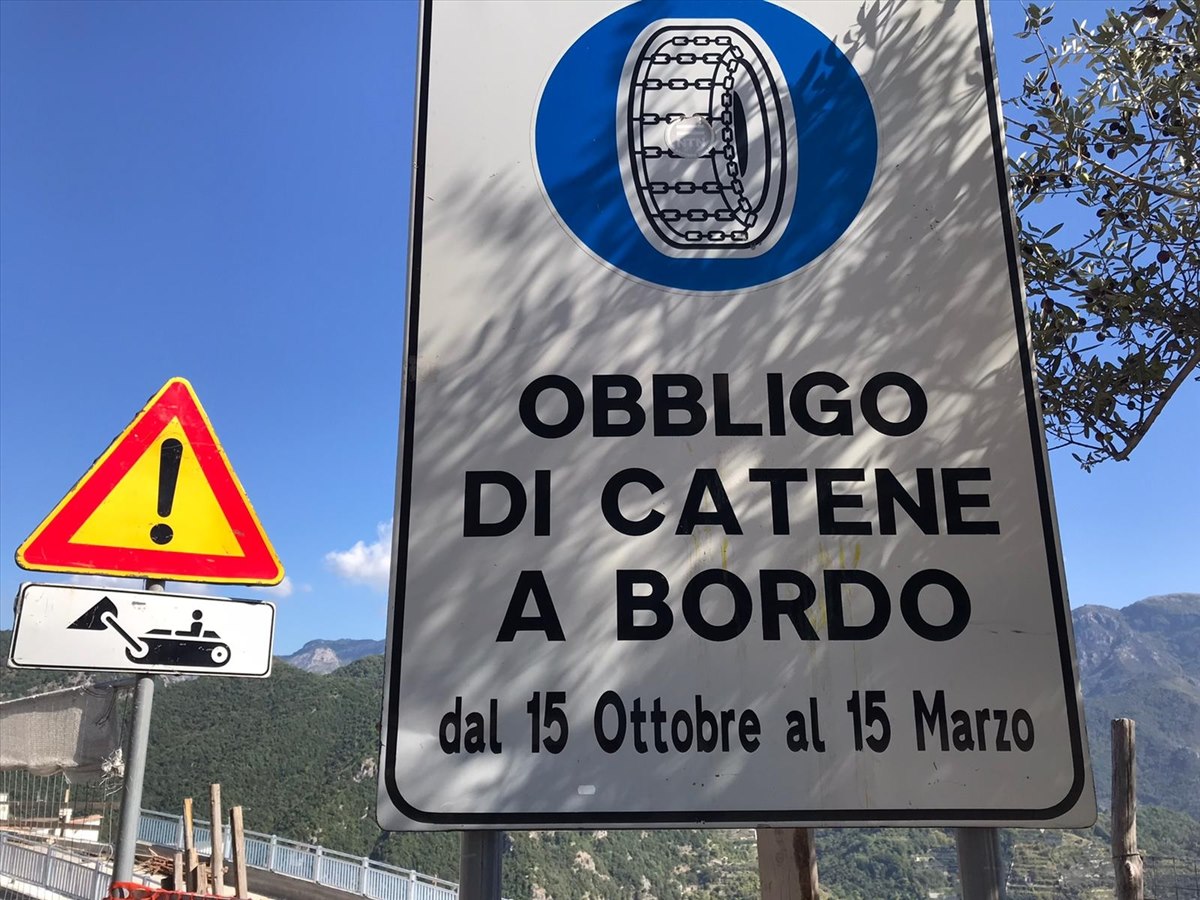 OBBLIGO
DI CATENE
A BORDO
dal 15 Ottobre al 15 Marzo